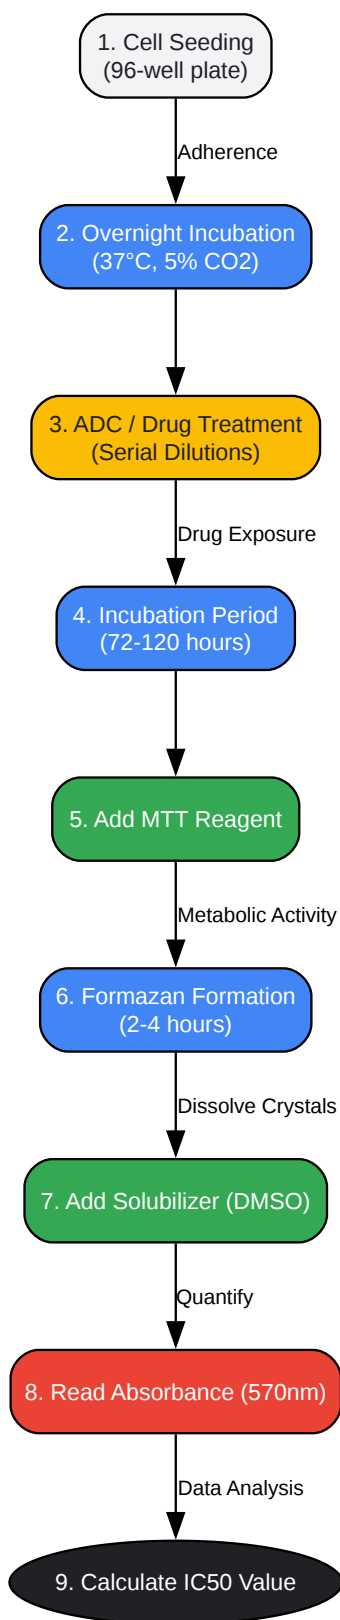 1. Cell Seeding
(96-well plate)
Adherence
2. Overnight Incubation
(37°C, 5% CO2)
3. ADC / Drug Treatment
(Serial Dilutions)
Drug Exposure
4. Incubation Period
(72-120 hours)
5. Add MTT Reagent
Metabolic Activity
6. Formazan Formation
(2-4 hours)
Dissolve Crystals
7. Add Solubilizer (DMSO)
Quantify
8. Read Absorbance (570nm)
Data Analysis
9. Calculate IC50 Value